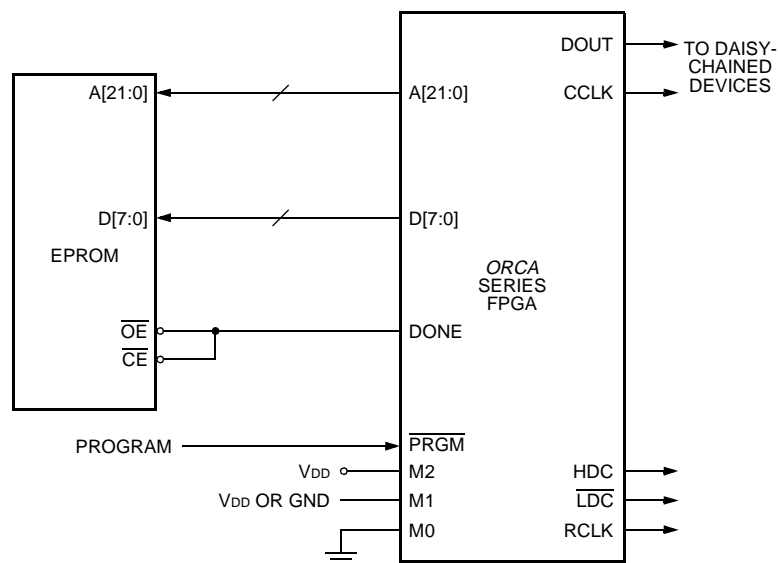 DOUT
TO DAISY-
CHAINED
DEVICES
A[21:0]
A[21:0]
CCLK
D[7:0]
D[7:0]
EPROM
ORCA
SERIES
FPGA
OE
DONE
CE
PROGRAM
PRGM
VDD
M2
HDC
VDD OR GND
M1
LDC
M0
RCLK